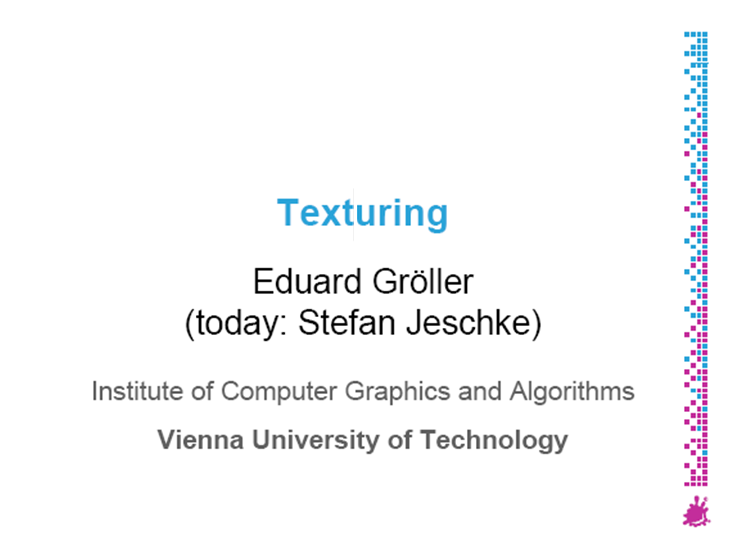 Texturing
Eduard Gröller
(today: Stefan Jeschke)
Institute of Computer Graphics and Algorithms
Vienna University of Technology